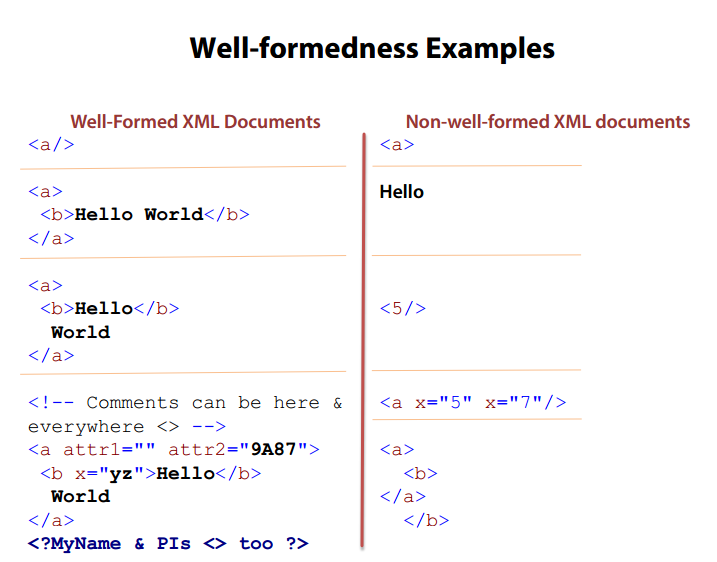 Well-formedness Examples
Well-Formed XML Documents
<a/>
<a>
<b>Hello World</b>
</a>
<a>
<b>Hello</b>
World
</a>
<!-- Comments can be here &
everywhere <> -->
<a attr1="" attr2="9A87">
<b x="yz">Hello</b>
World
</a>
<?MyName & PIs <> too ?>
Non-well-formed XML documents
<a>
Hello
<5/>
<a x="5" x="7"/>
<a>
<b>
</a>
</b>